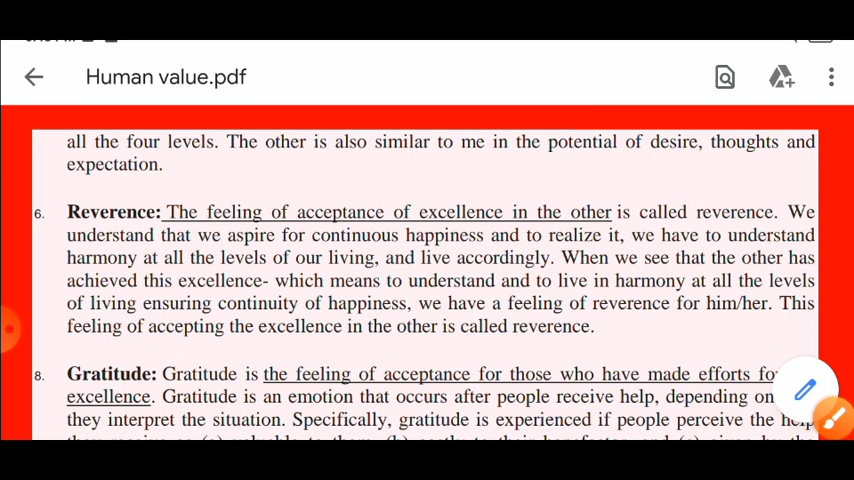 Human value.pdf
all the four levels. The other is also similar to me in the potential of desire, thoughts and
expectation.
6. Reverence: The feeling of acceptance of excellence in the other is called reverence. We
understand that we aspire for continuous happiness and to realize it, we have to understand
harmony at all the levels of our living, and live accordingly. When we see that the other has
achieved this excellence- which means to understand and to live in harmony at all the levels
of living ensuring continuity of happiness, we have a feeling of reverence for him/her. This
feeling of accepting the excellence in the other is called reverence.
8. Gratitude: Gratitude is the feeling of acceptance for those who have made efforts
excellence. Gratitude is an emotion that occurs after people receive help, depending on
they interpret the situation. Specifically, gratitude is experienced if people perceive the help